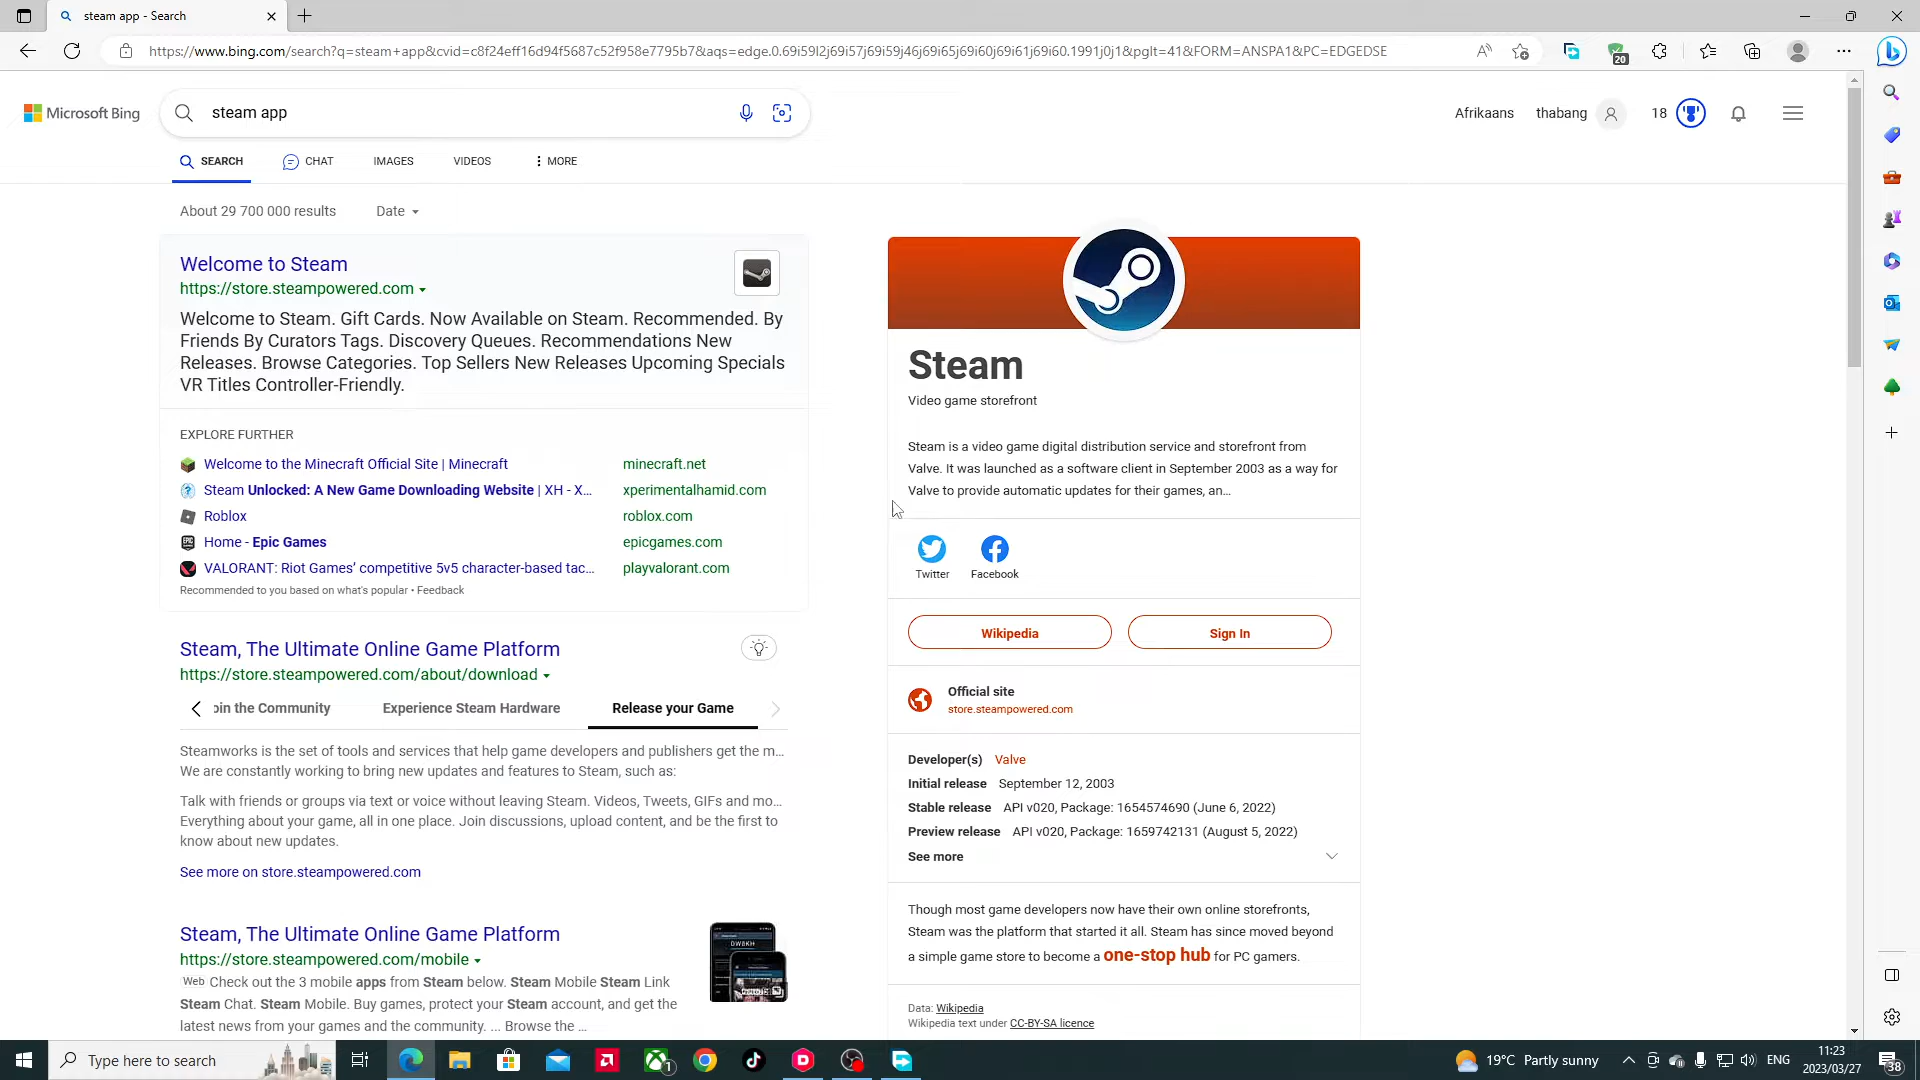 steam app - Search
https://www.bing.com/search?q=steam+app&cvid=c8f24eff16d94f5687c52f958e7795b7&aqs=edge.0.69i59l2j69i57j69i59j46j69i65j69i60j69i61j69i60.1991j0j1&pglt=41&FORM=ANSPA1&PC=EDGEDSE
20
Microsoft Bing
steam app
Afrikaans
thabang
18
SEARCH
CHAT
IMAGES
VIDEOS
MORE
About 29 700 000 results
Date
Welcome to Steam
https://store.steampowered.com
Welcome to Steam. Gift Cards. Now Available on Steam. Recommended. By
Friends By Curators Tags. Discovery Queues. Recommendations New
Releases. Browse Categories. Top Sellers New Releases Upcoming Specials
VR Titles Controller-Friendly.
EXPLORE FURTHER
Welcome to the Minecraft Official Site | Minecraft minecraft.net
Steam Unlocked: A New Game Downloading Website | XH - X... xperimentalhamid.com
Roblox roblox.com
Home - Epic Games epicgames.com
VALORANT: Riot Games' competitive 5v5 character-based tac... playvalorant.com
Recommended to you based on what's popular • Feedback
Steam, The Ultimate Online Game Platform
https://store.steampowered.com/about/download
oin the Community Experience Steam Hardware Release your Game
Steamworks is the set of tools and services that help game developers and publishers get the m...
We are constantly working to bring new updates and features to Steam, such as:
Talk with friends or groups via text or voice without leaving Steam. Videos, Tweets, GIFs and mo...
Everything about your game, all in one place. Join discussions, upload content, and be the first to
know about new updates.
See more on store.steampowered.com
Steam, The Ultimate Online Game Platform
https://store.steampowered.com/mobile
Web Check out the 3 mobile apps from Steam below. Steam Mobile Steam Link
Steam Chat. Steam Mobile. Buy games, protect your Steam account, and get the
latest news from your games and the community. ... Browse the ...
Steam
Video game storefront
Steam is a video game digital distribution service and storefront from
Valve. It was launched as a software client in September 2003 as a way for
Valve to provide automatic updates for their games, an...
Twitter
Facebook
Wikipedia
Sign In
Official site
store.steampowered.com
Developer(s) Valve
Initial release September 12, 2003
Stable release API v020, Package: 1654574690 (June 6, 2022)
Preview release API v020, Package: 1659742131 (August 5, 2022)
See more
Though most game developers now have their own online storefronts,
Steam was the platform that started it all. Steam has since moved beyond
a simple game store to become a one-stop hub for PC gamers.
Data: Wikipedia
Wikipedia text under CC-BY-SA licence
Type here to search
1
19°C Partly sunny
ENG
11:23
2023/03/27
38